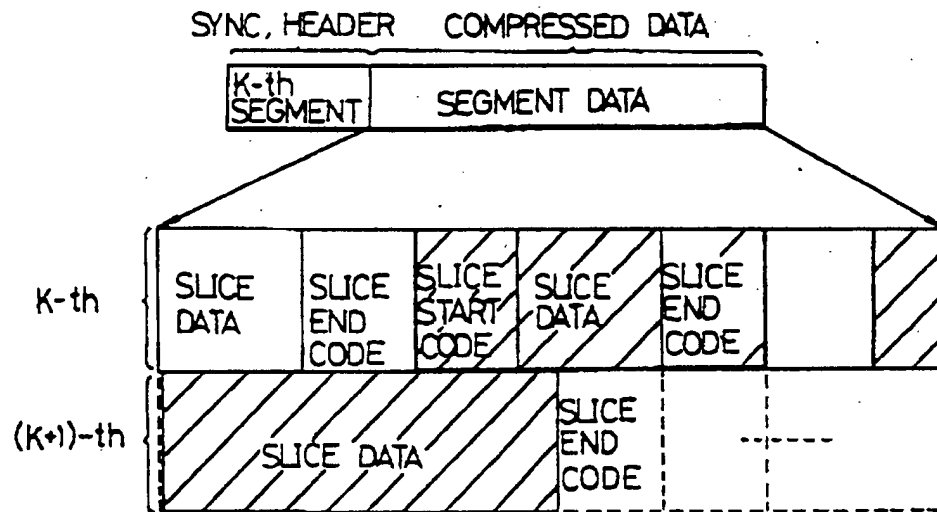 SYNC, HEADER COMPRESSED DATA
K-th
SEGMENT
SEGMENT DATA
K-th
SLICE
DATA
SLICE
END
CODE
SLICE
START
CODE
SLICE
DATA
SLICE
END
CODE
(K+1)-th
SLICE DATA
SLICE
END
CODE